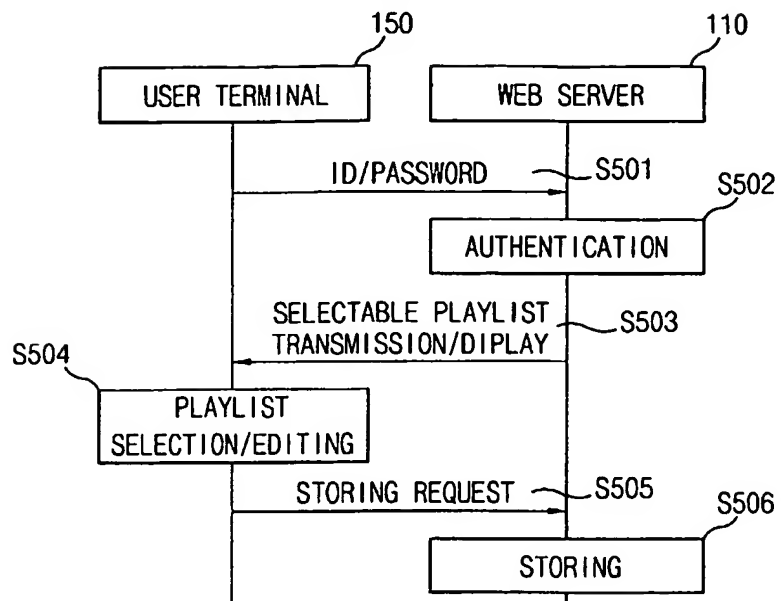 150
110
USER TERMINAL
WEB SERVER
ID/PASSWORD
S501
S502
AUTHENTICATION
SELECTABLE PLAYLIST
TRANSMISSION/DIPLAY
S503
S504
PLAYLIST
SELECTION/EDITING
STORING REQUEST
S505
S506
STORING